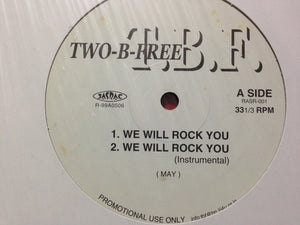 T.B.F.
TWO-B-FREE
JASRAC
R-99A0506
A SIDE
RASR-001
33 1/3 RPM
1. WE WILL ROCK YOU
2. WE WILL ROCK YOU
(Instrumental)
( MAY )
PROMOTIONAL USE ONLY